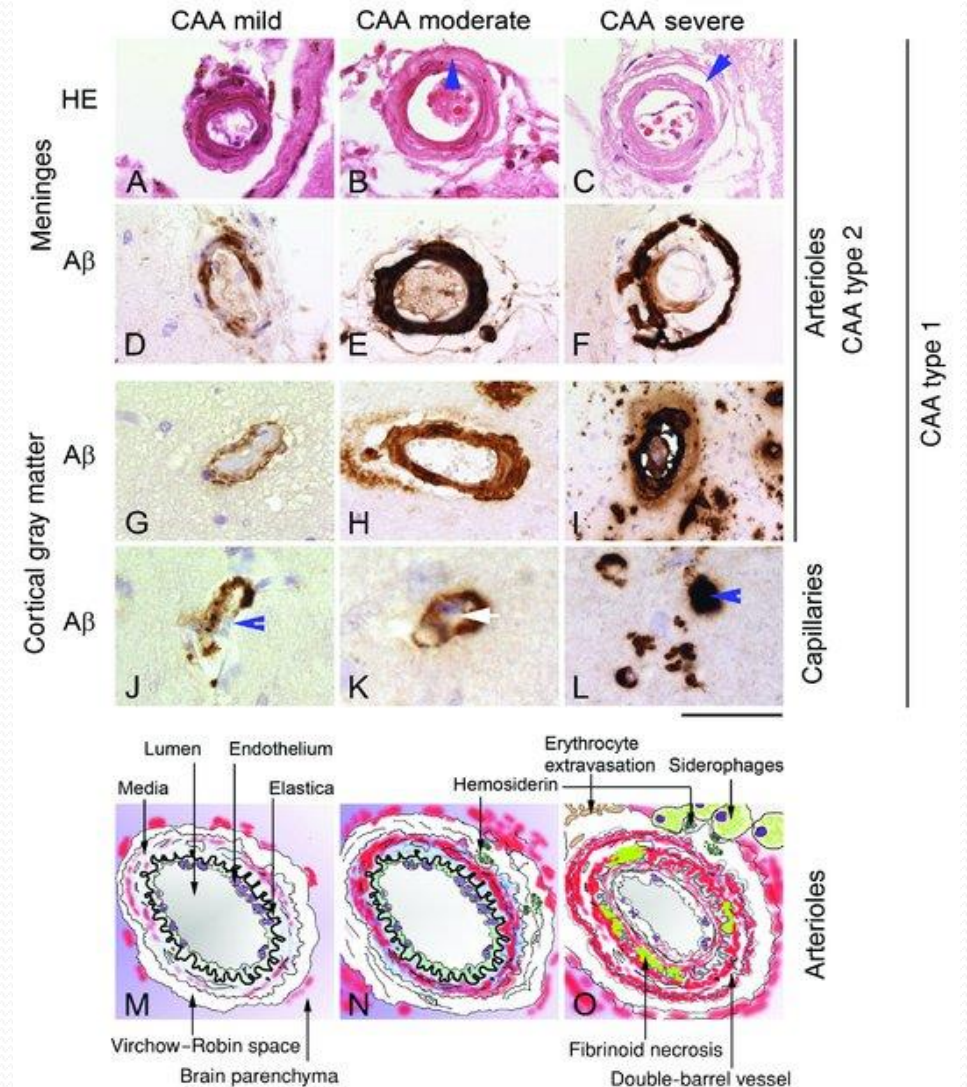 CAA mild
CAA moderate
CAA severe
Meninges
HE
A
B
C
Aβ
D
E
F
Arterioles
CAA type 2
CAA type 1
Cortical gray matter
Aβ
G
H
I
Aβ
J
K
L
Capillaries
Lumen
Endothelium
Media
Elastica
Hemosiderin
Erythrocyte
extravasation
Siderophages
M
N
O
Arterioles
Virchow–Robin space
Brain parenchyma
Fibrinoid necrosis
Double-barrel vessel